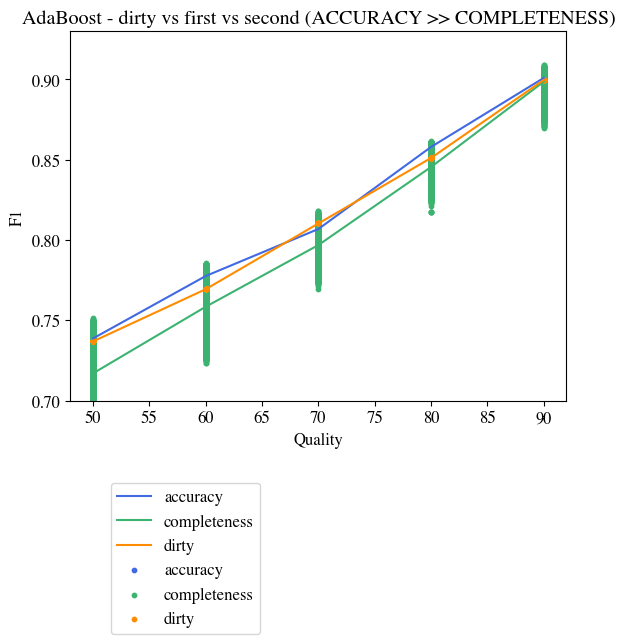 AdaBoost - dirty vs first vs second (ACCURACY >> COMPLETENESS)
0.90
0.85
0.80
0.75
0.70
F1
50 55 60 65 70 75 80 85 90
Quality
accuracy
completeness
dirty
accuracy
completeness
dirty